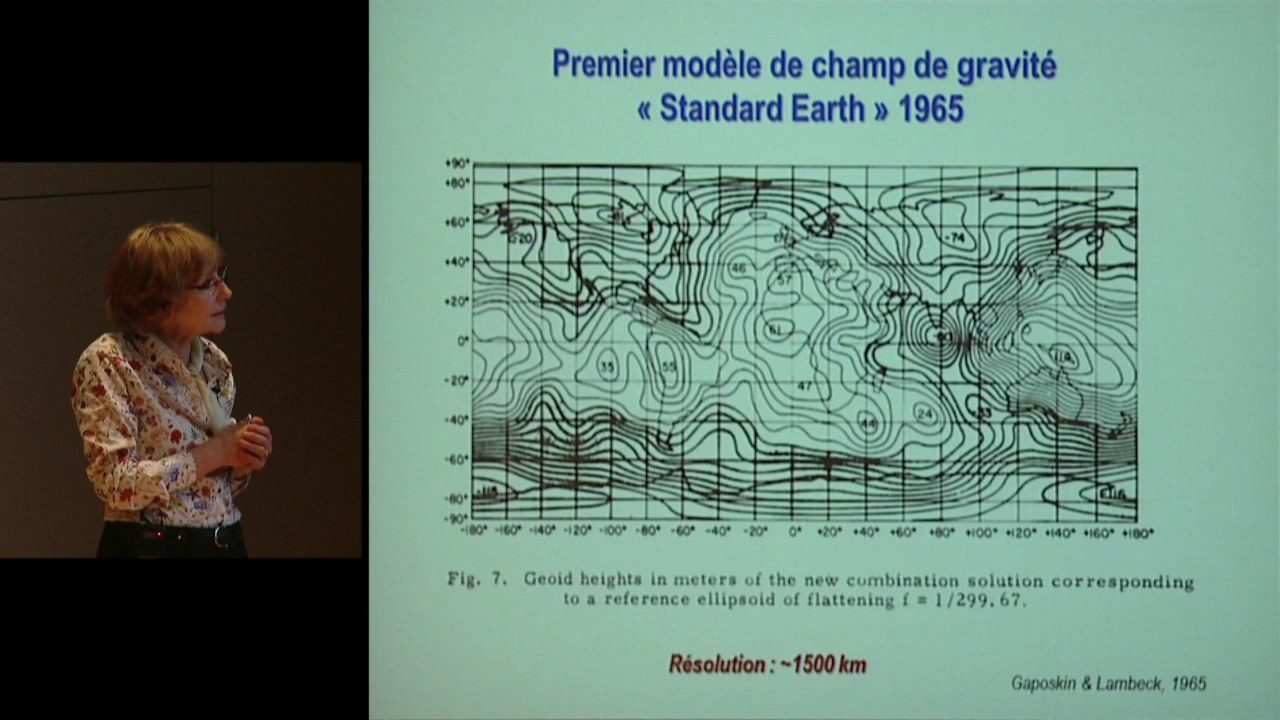 Premier modèle de champ de gravité
« Standard Earth » 1965
+90°
+80°
+60°
+40°
+20°
0°
-20°
-40°
-60°
-80°
-90°
-74
46
57
61
35
55
47
24
44
-180° -160° -140° -120° -100° -80° -60° -40° -20° 0° +20° +40° +60° +80° +100° +120° +140° +160° +180°
Fig. 7. Geoid heights in meters of the new combination solution corresponding
to a reference ellipsoid of flattening f = 1/299.67.
Résolution : ~1500 km
Gaposkin & Lambeck, 1965